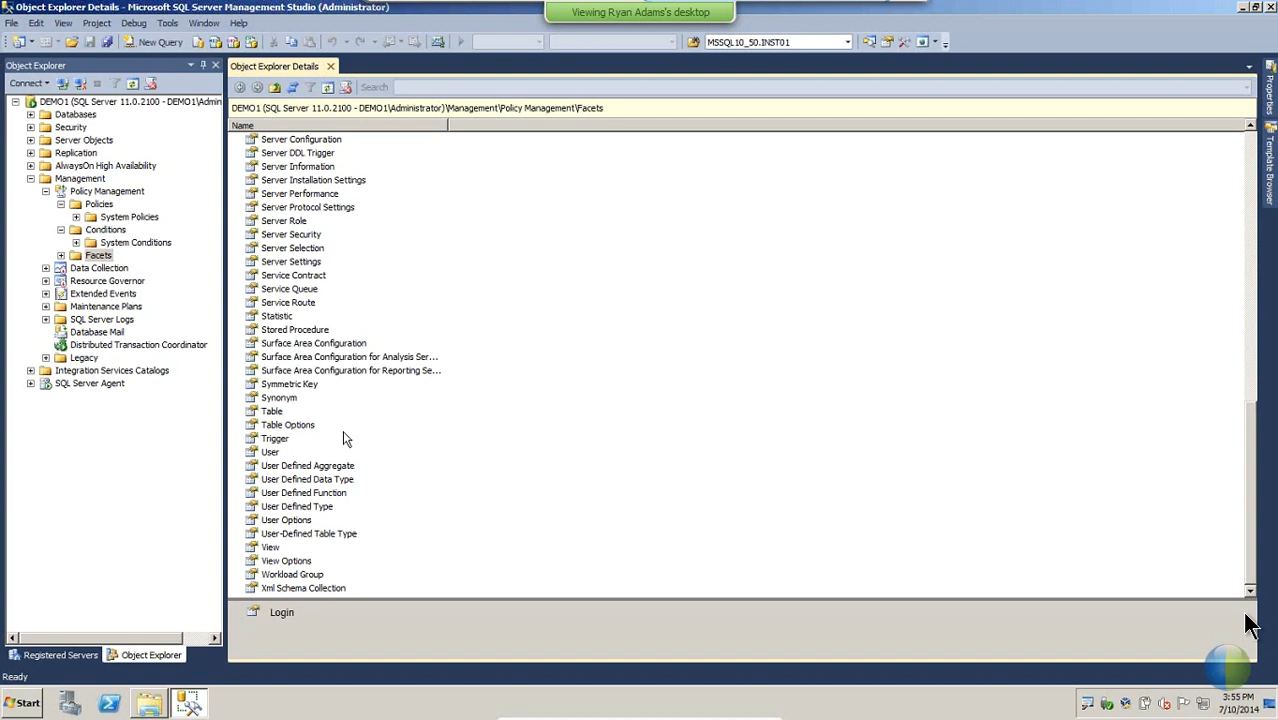 Object Explorer Details - Microsoft SQL Server Management Studio (Administrator)
Viewing Ryan Adams's desktop
File Edit View Project Debug Tools Window Help
New Query
MSSQL10_50.INST01
Object Explorer
Object Explorer Details
Connect
Search
DEMO1 (SQL Server 11.0.2100 - DEMO1\Admin
Databases
Security
Server Objects
Replication
AlwaysOn High Availability
Management
Policy Management
Policies
System Policies
Conditions
System Conditions
Facets
Data Collection
Resource Governor
Extended Events
Maintenance Plans
SQL Server Logs
Database Mail
Distributed Transaction Coordinator
Legacy
Integration Services Catalogs
SQL Server Agent
Registered Servers
Object Explorer
DEMO1 (SQL Server 11.0.2100 - DEMO1\Administrator)\Management\Policy Management\Facets
Name
Server Configuration
Server DDL Trigger
Server Information
Server Installation Settings
Server Performance
Server Protocol Settings
Server Role
Server Security
Server Selection
Server Settings
Service Contract
Service Queue
Service Route
Statistic
Stored Procedure
Surface Area Configuration
Surface Area Configuration for Analysis Ser...
Surface Area Configuration for Reporting Se...
Symmetric Key
Synonym
Table
Table Options
Trigger
User
User Defined Aggregate
User Defined Data Type
User Defined Function
User Defined Type
User Options
User-Defined Table Type
View
View Options
Workload Group
Xml Schema Collection
Login
Properties
Template Browser
Ready
Start
3:55 PM
7/10/2014